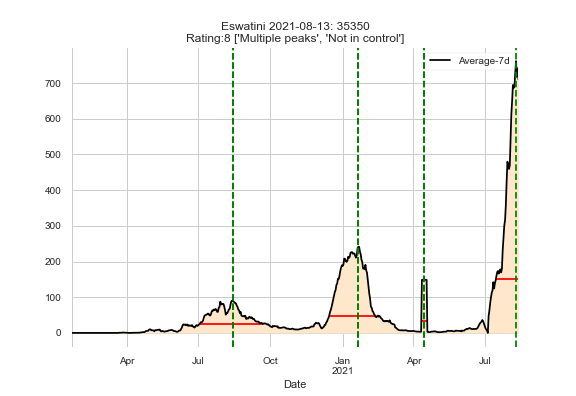 Eswatini 2021-08-13: 35350
Rating:8 ['Multiple peaks', 'Not in control']
Average-7d
700
600
500
400
300
200
100
0
Apr Jul Oct Jan Apr Jul
2021
Date